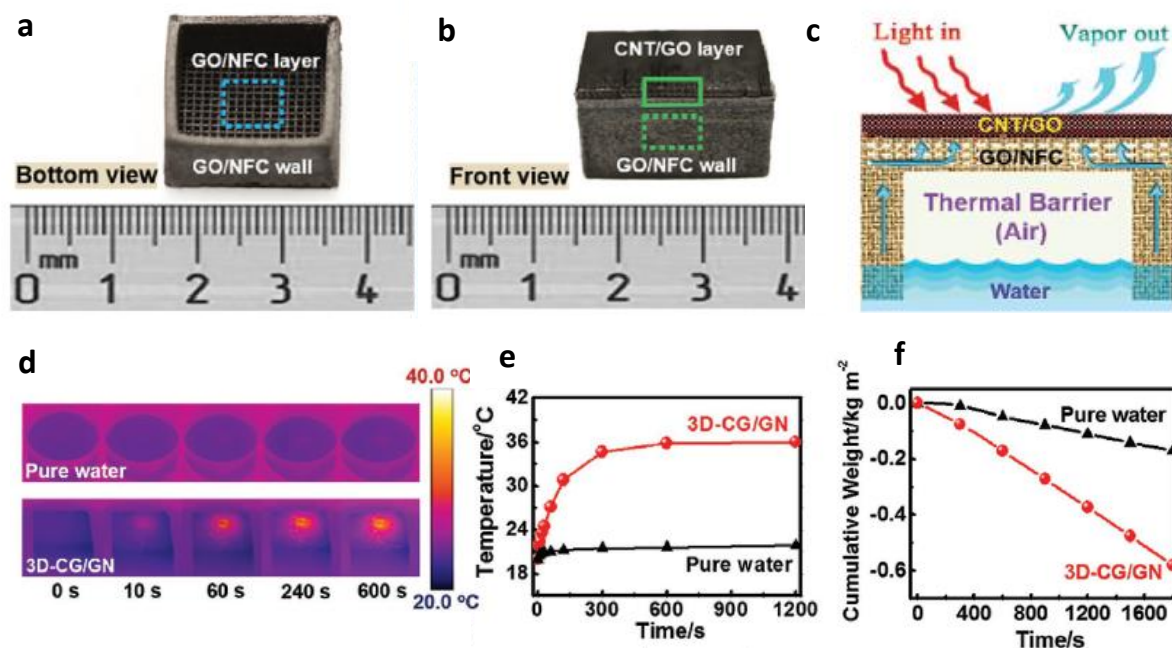 a
GO/NFC layer
GO/NFC wall
Bottom view
mm
0 1 2 3 4
b
CNT/GO layer
GO/NFC wall
Front view
mm
0 1 2 3 4
c
Light in
Vapor out
CNT/GO
GO/NFC
Thermal Barrier
(Air)
Water
d
40.0 °C
Pure water
3D-CG/GN
0 s 10 s 60 s 240 s 600 s
20.0 °C
e
Temperature/°C
42
36
30
24
18
3D-CG/GN
Pure water
0 300 600 900 1200
Time/s
f
Cumulative Weight/kg m-2
0.0
-0.2
-0.4
-0.6
Pure water
3D-CG/GN
0 400 800 1200 1600
Time/s